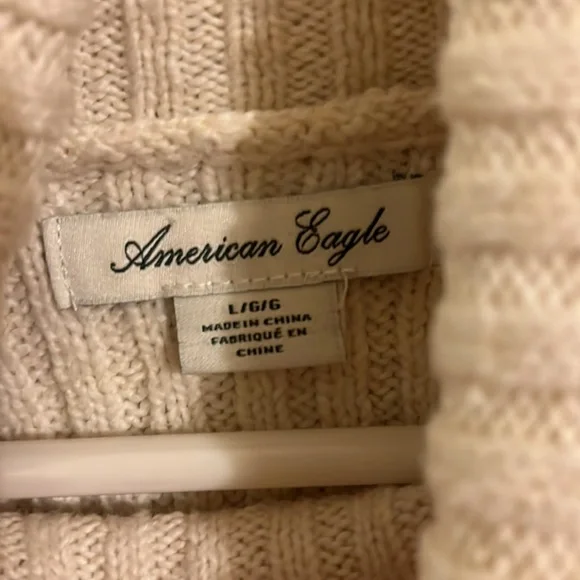 American Eagle
L/G/G
MADE IN CHINA
FABRIQUÉ EN
CHINE